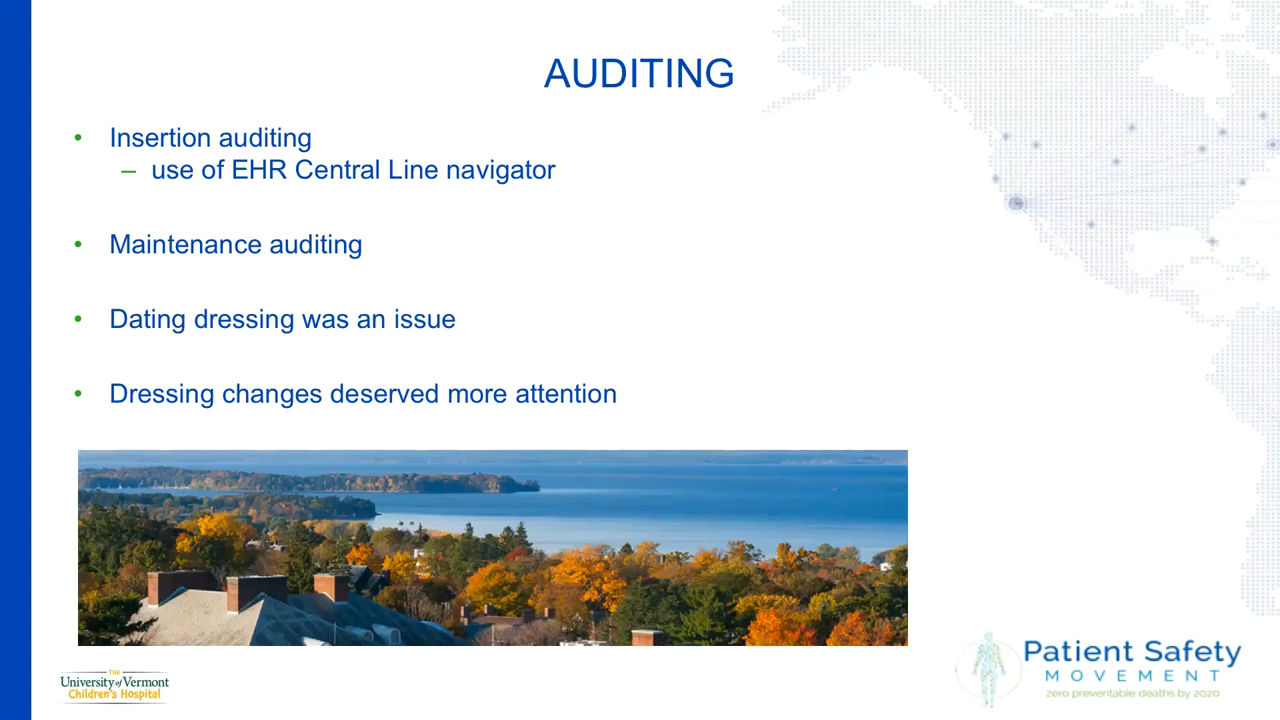 AUDITING
• Insertion auditing
– use of EHR Central Line navigator
• Maintenance auditing
• Dating dressing was an issue
• Dressing changes deserved more attention
THE
University of Vermont
Children's Hospital
Patient Safety
MOVEMENT
zero preventable deaths by 2020